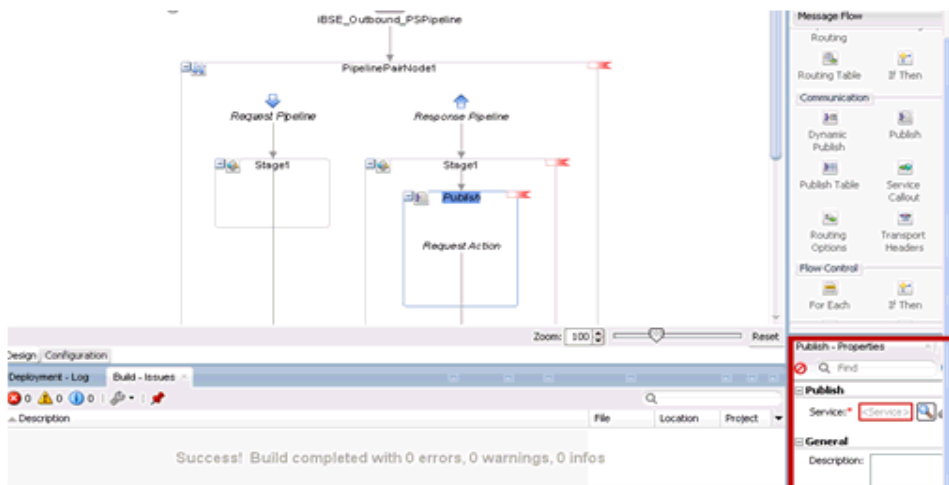 iBSE_Outbound_PSPipeline
PipelinePairNode1
Request Pipeline
Response Pipeline
Stage1
Stage1
Publish
Request Action
Zoom: 100
Reset
Design Configuration
Deployment - Log
Build - Issues
0 0 0
Description
File
Location
Project
Success! Build completed with 0 errors, 0 warnings, 0 infos
Message Flow
Routing
Routing Table
If Then
Communication
Dynamic Publish
Publish
Publish Table
Service Callout
Routing Options
Transport Headers
Flow Control
For Each
If Then
Publish - Properties
Find
Publish
Service:* <Service>
General
Description: